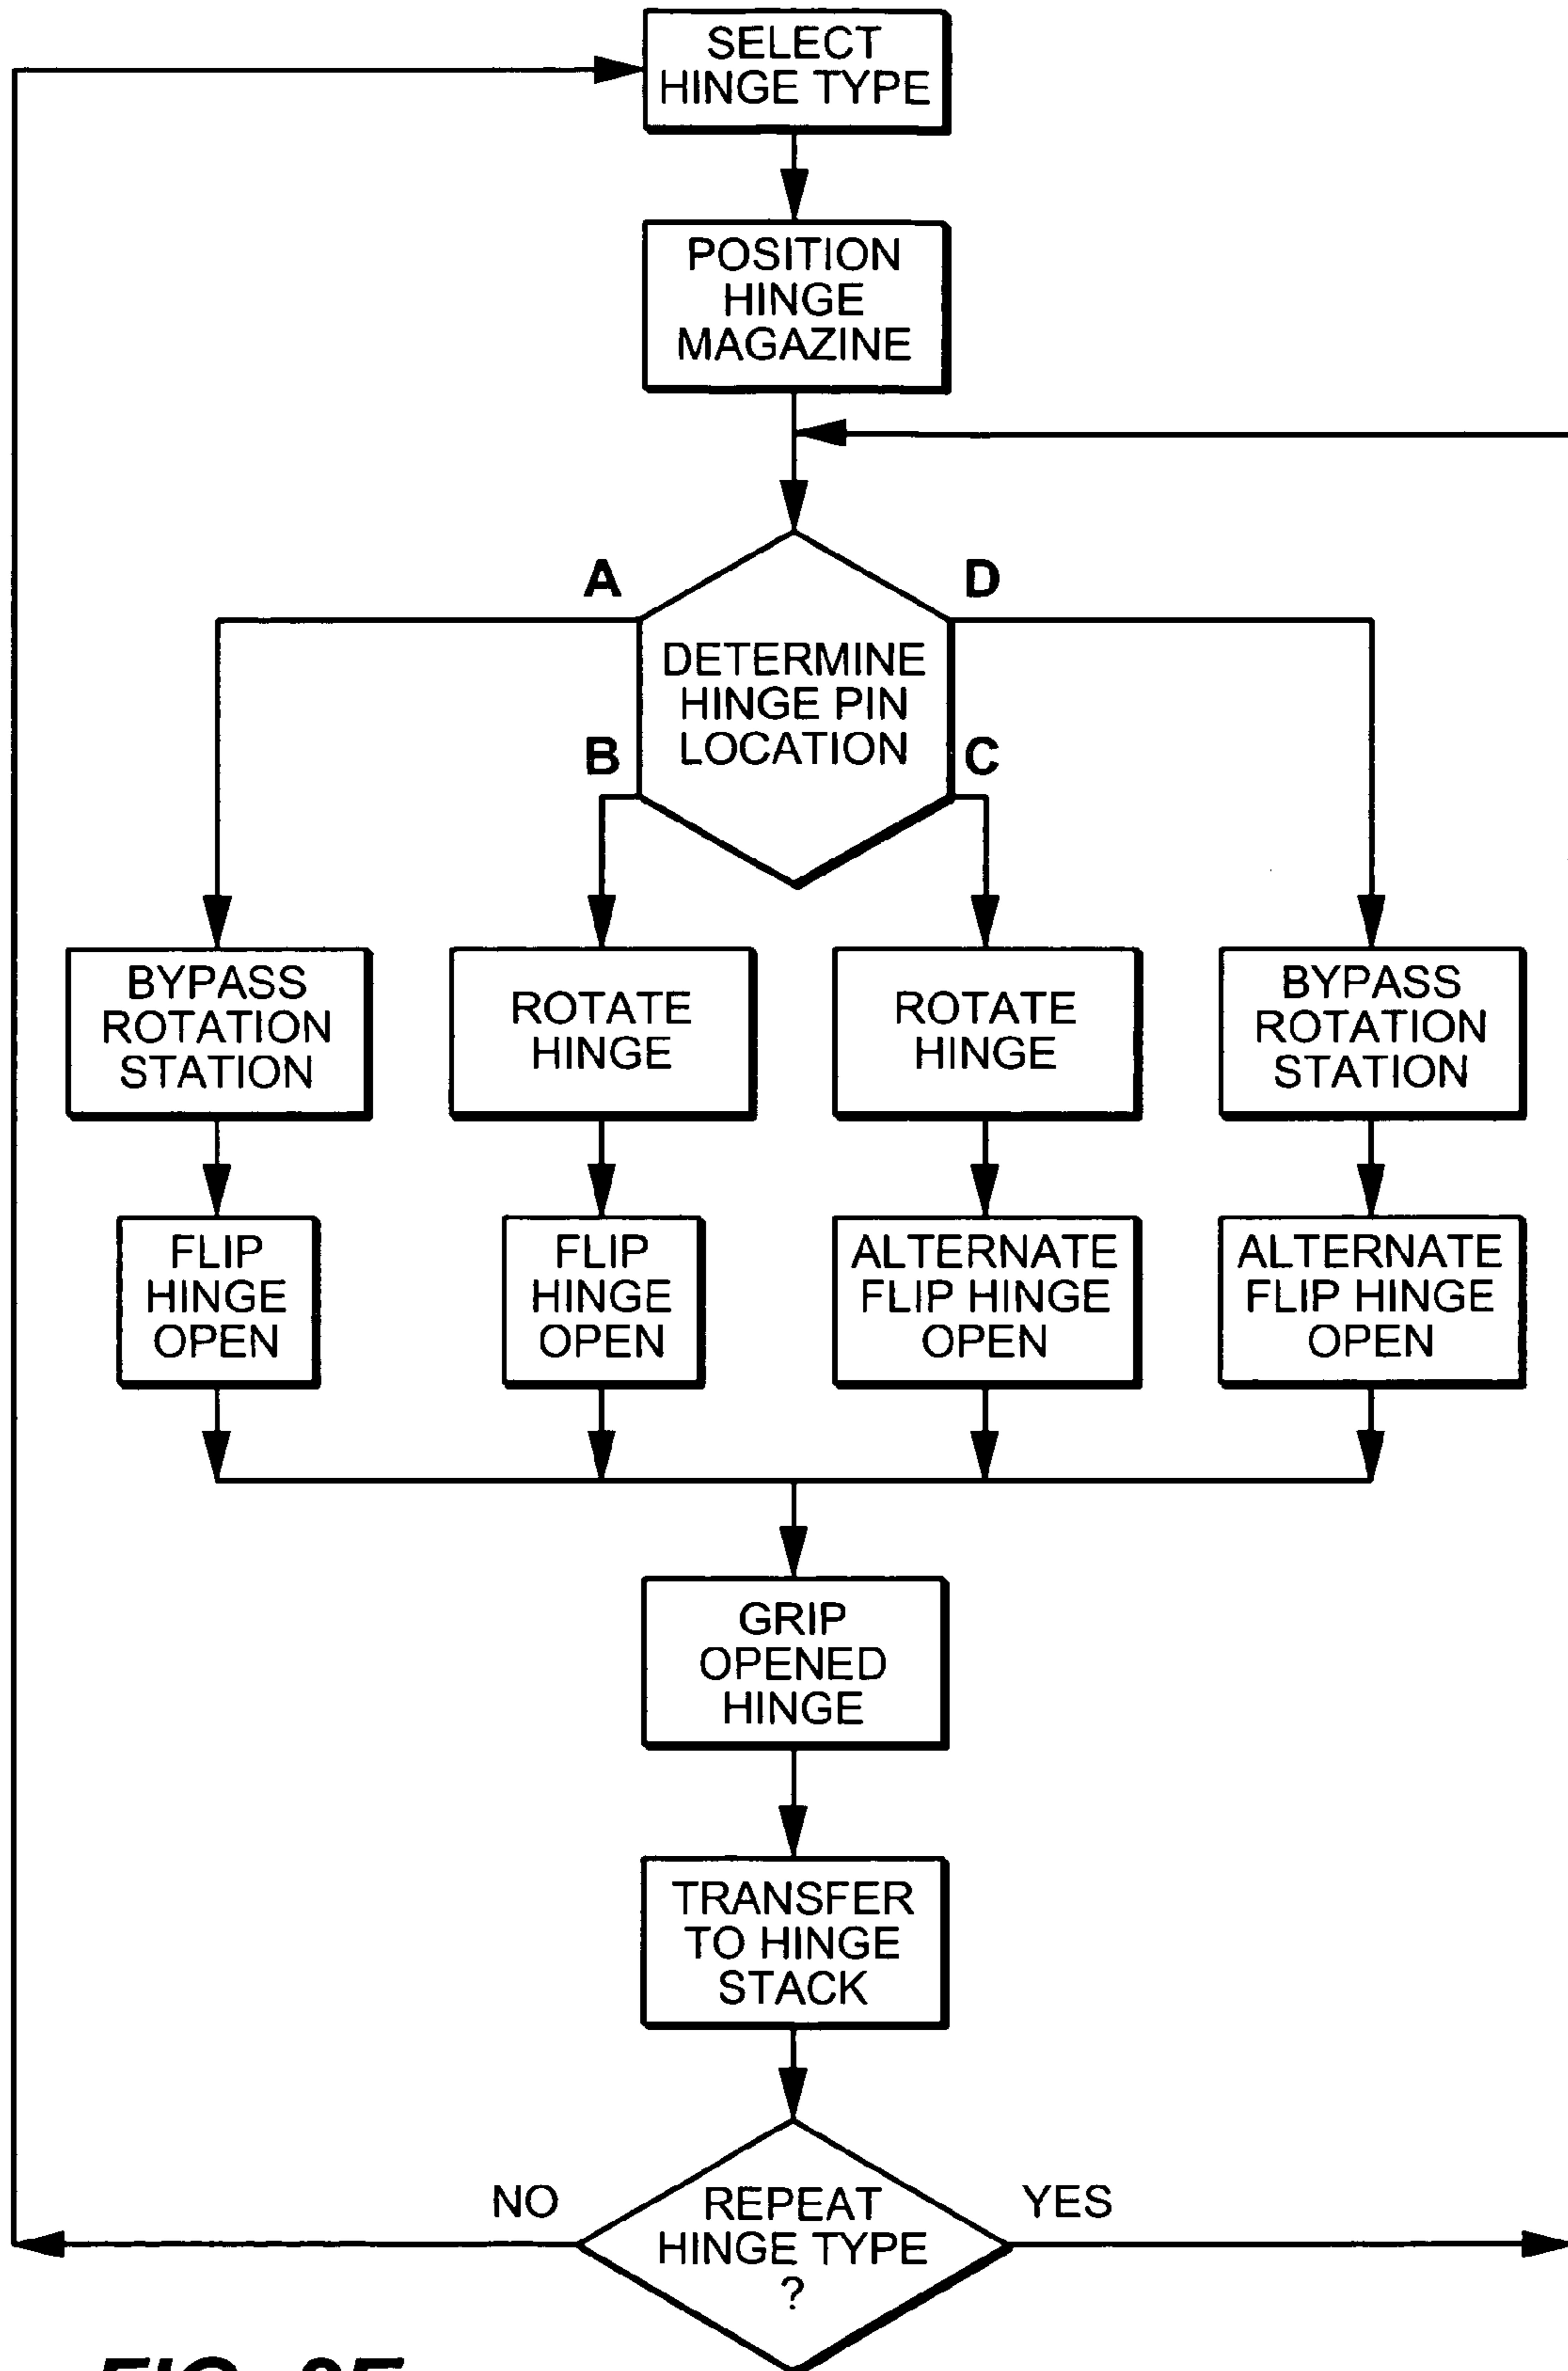 SELECT
HINGE TYPE
POSITION
HINGE
MAGAZINE
A
D
DETERMINE
HINGE PIN
LOCATION
B
C
BYPASS
ROTATION
STATION
ROTATE
HINGE
ROTATE
HINGE
BYPASS
ROTATION
STATION
FLIP
HINGE
OPEN
FLIP
HINGE
OPEN
ALTERNATE
FLIP HINGE
OPEN
ALTERNATE
FLIP HINGE
OPEN
GRIP
OPENED
HINGE
TRANSFER
TO HINGE
STACK
NO
REPEAT
HINGE TYPE
?
YES